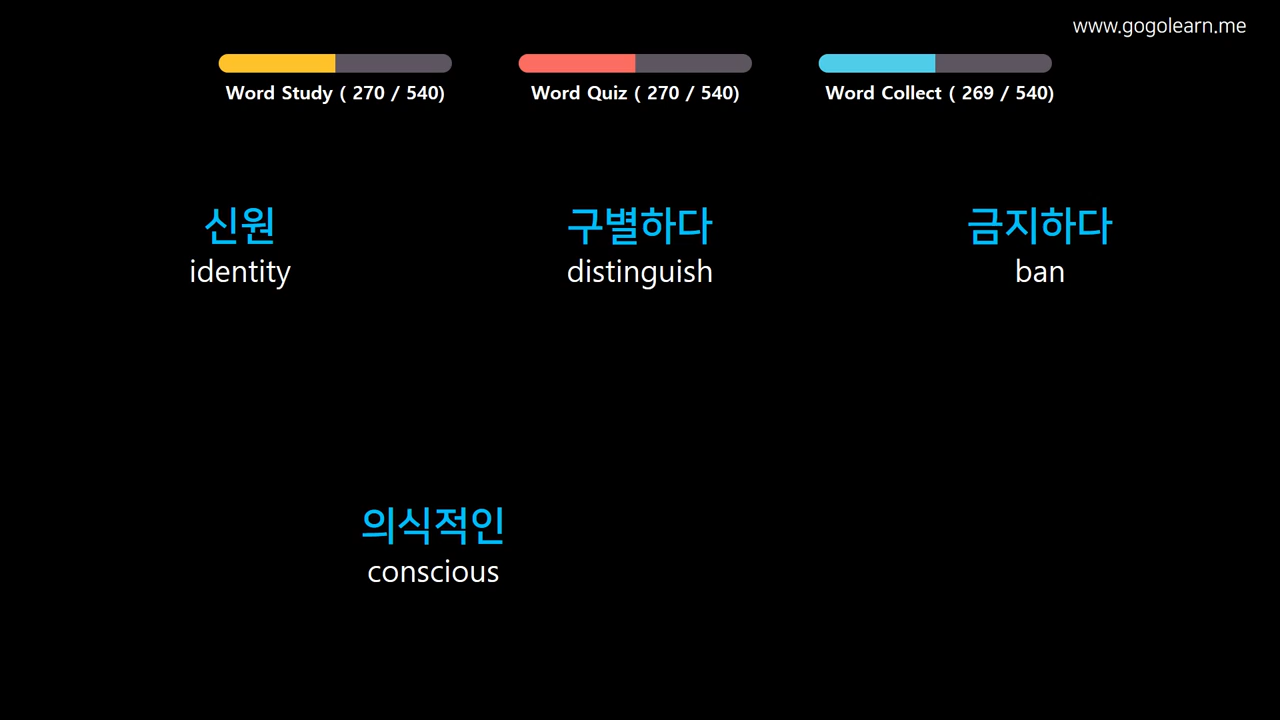 www.gogolearn.me
Word Study ( 270 / 540)
Word Quiz ( 270 / 540)
Word Collect ( 269 / 540)
신원
identity
구별하다
distinguish
금지하다
ban
의식적인
conscious